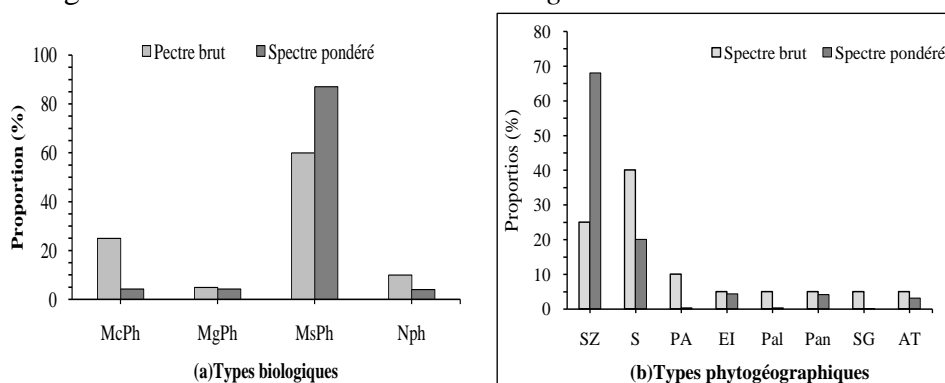 Pectre brut Spectre pondéré
100
80
60
40
20
0
Proportion (%)
McPh MgPh MsPh Nph
(a)Types biologiques
Spectre brut Spectre pondéré
80
70
60
50
40
30
20
10
0
Proportios (%)
SZ S PA EI Pal Pan SG AT
(b)Types phytogéographiques